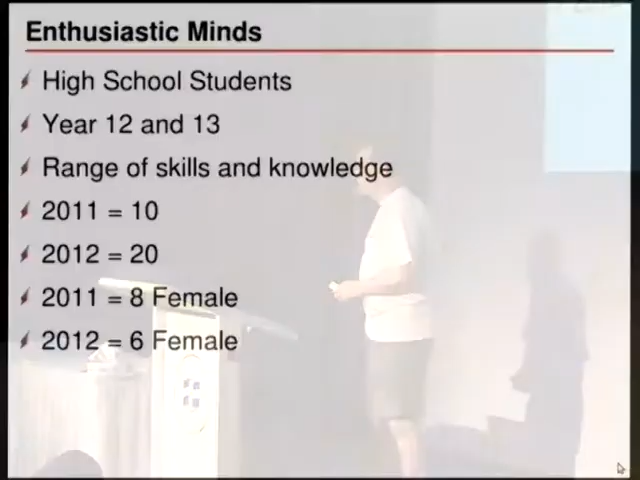 Enthusiastic Minds
High School Students
Year 12 and 13
Range of skills and knowledge
2011 = 10
2012 = 20
2011 = 8 Female
2012 = 6 Female